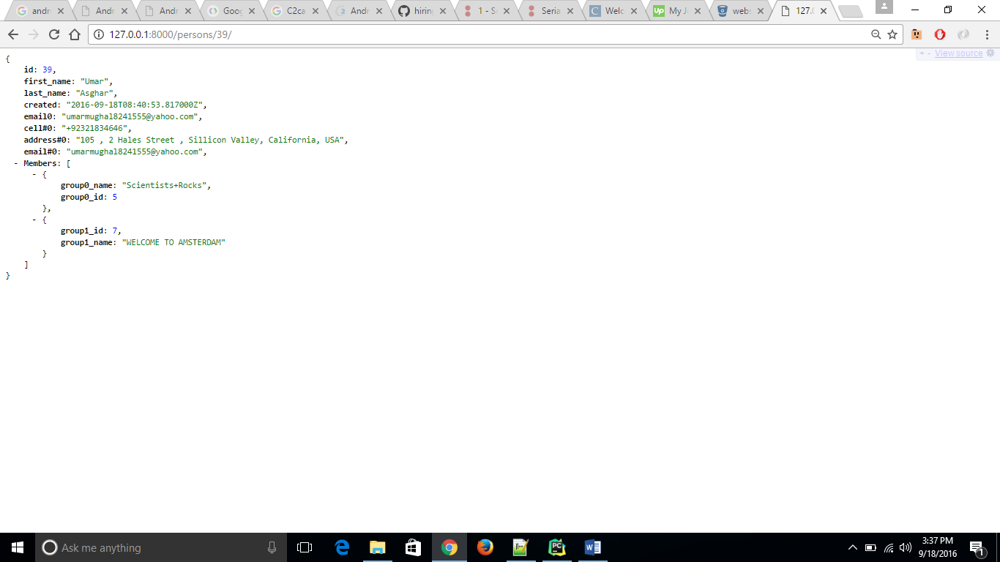 andr
Andr
Andr
Goog
C2ca
Andr
hiring
1 - Se
Seria
Welc
My J
webs
127.0
127.0.0.1:8000/persons/39/
+ - View source
{
id: 39,
first_name: "Umar",
last_name: "Asghar",
created: "2016-09-18T08:40:53.817000Z",
email0: "umarmughal8241555@yahoo.com",
cell#0: "+92321834646",
address#0: "105 , 2 Hales Street , Sillicon Valley, California, USA",
email#0: "umarmughal8241555@yahoo.com",
- Members: [
- {
group0_name: "Scientists+Rocks",
group0_id: 5
},
- {
group1_id: 7,
group1_name: "WELCOME TO AMSTERDAM"
}
]
}
Ask me anything
3:37 PM
9/18/2016
1